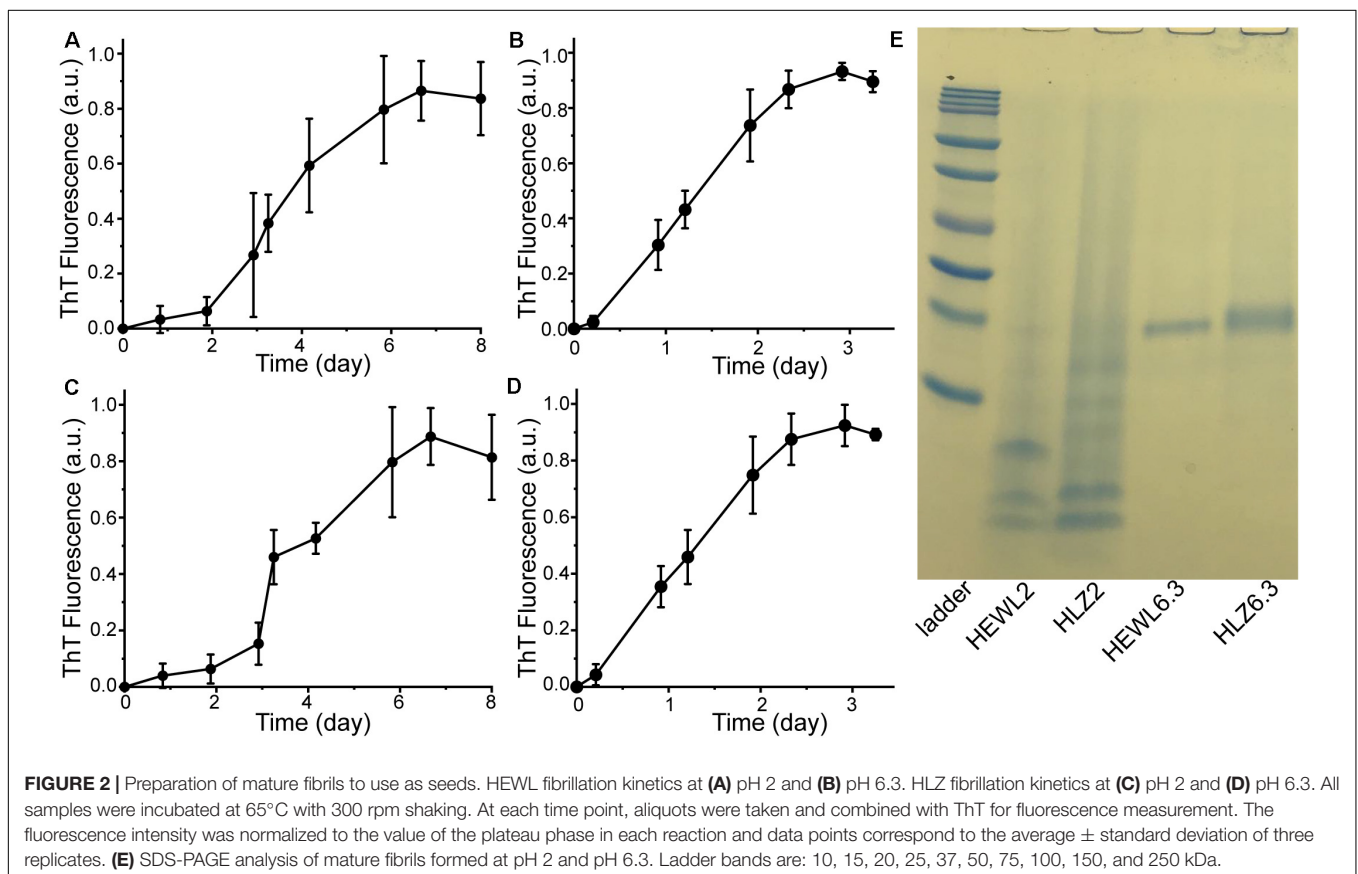 A
1.0
0.8
0.6
0.4
0.2
0.0
ThT Fluorescence (a.u.)
0 2 4 6 8
Time (day)
B
1.0
0.8
0.6
0.4
0.2
0.0
ThT Fluorescence (a.u.)
0 1 2 3
Time (day)
C
1.0
0.8
0.6
0.4
0.2
0.0
ThT Fluorescence (a.u.)
0 2 4 6 8
Time (day)
D
1.0
0.8
0.6
0.4
0.2
0.0
ThT Fluorescence (a.u.)
0 1 2 3
Time (day)
E
ladder
HEWL2
HLZ2
HEWL6.3
HLZ6.3
FIGURE 2 | Preparation of mature fibrils to use as seeds. HEWL fibrillation kinetics at (A) pH 2 and (B) pH 6.3. HLZ fibrillation kinetics at (C) pH 2 and (D) pH 6.3. All
samples were incubated at 65°C with 300 rpm shaking. At each time point, aliquots were taken and combined with ThT for fluorescence measurement. The
fluorescence intensity was normalized to the value of the plateau phase in each reaction and data points correspond to the average ± standard deviation of three
replicates. (E) SDS-PAGE analysis of mature fibrils formed at pH 2 and pH 6.3. Ladder bands are: 10, 15, 20, 25, 37, 50, 75, 100, 150, and 250 kDa.